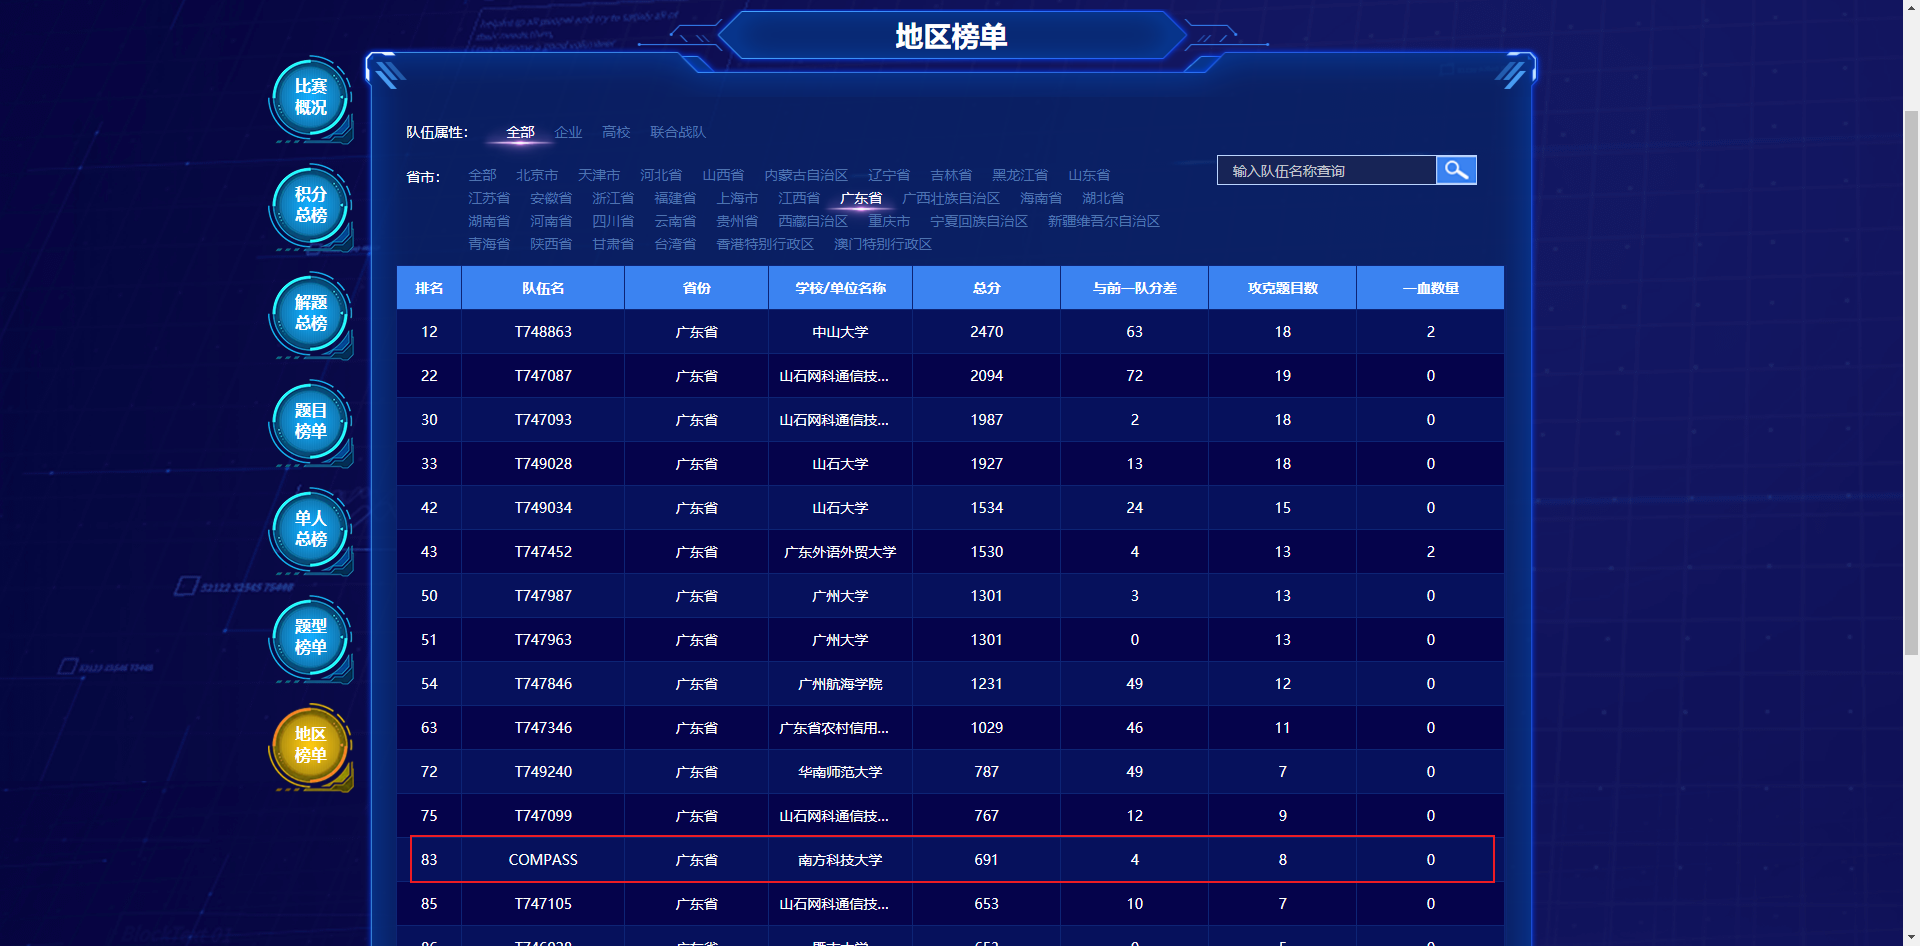 地区榜单
比赛
概况
积分
总榜
解题
总榜
题目
榜单
单人
总榜
题型
榜单
地区
榜单
队伍属性： 全部 企业 高校 联合战队
省市： 全部 北京市 天津市 河北省 山西省 内蒙古自治区 辽宁省 吉林省 黑龙江省 山东省
江苏省 安徽省 浙江省 福建省 上海市 江西省 广东省 广西壮族自治区 海南省 湖北省
湖南省 河南省 四川省 云南省 贵州省 西藏自治区 重庆市 宁夏回族自治区 新疆维吾尔自治区
青海省 陕西省 甘肃省 台湾省 香港特别行政区 澳门特别行政区
输入队伍名称查询
排名 队伍名 省份 学校/单位名称 总分 与前一队分差 攻克题目数 一血数量
12 T748863 广东省 中山大学 2470 63 18 2
22 T747087 广东省 山石网科通信技... 2094 72 19 0
30 T747093 广东省 山石网科通信技... 1987 2 18 0
33 T749028 广东省 山石大学 1927 13 18 0
42 T749034 广东省 山石大学 1534 24 15 0
43 T747452 广东省 广东外语外贸大学 1530 4 13 2
50 T747987 广东省 广州大学 1301 3 13 0
51 T747963 广东省 广州大学 1301 0 13 0
54 T747846 广东省 广州航海学院 1231 49 12 0
63 T747346 广东省 广东省农村信用... 1029 46 11 0
72 T749240 广东省 华南师范大学 787 49 7 0
75 T747099 广东省 山石网科通信技... 767 12 9 0
83 COMPASS 广东省 南方科技大学 691 4 8 0
85 T747105 广东省 山石网科通信技... 653 10 7 0